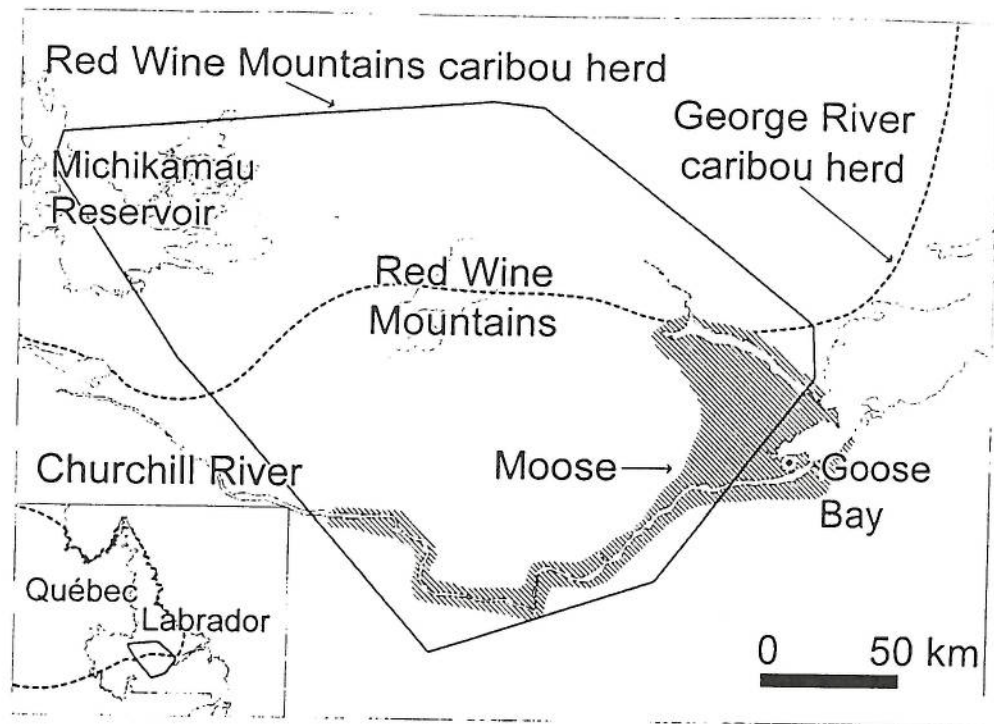 Red Wine Mountains caribou herd
George River
caribou herd
Michikamau
Reservoir
Red Wine
Mountains
Churchill River
Moose
Goose
Bay
Québec
Labrador
0 50 km